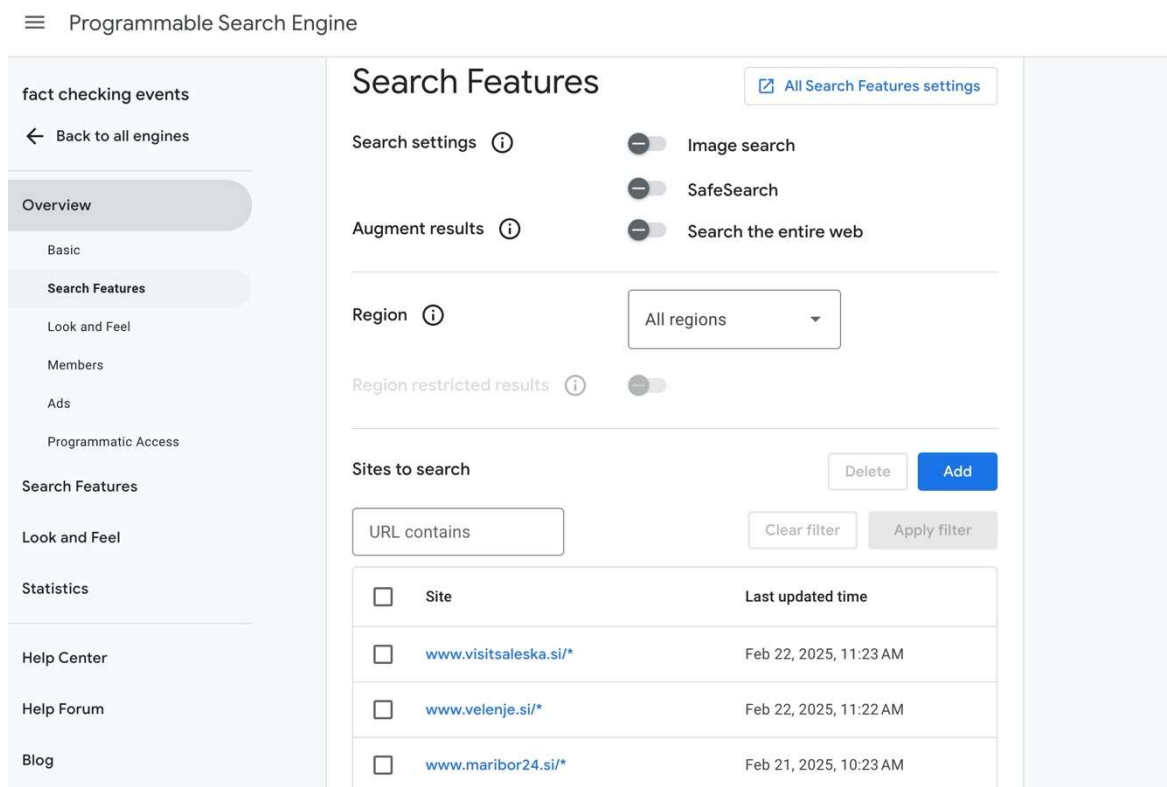 Programmable Search Engine
fact checking events
Back to all engines
Overview
Basic
Search Features
Look and Feel
Members
Ads
Programmatic Access
Search Features
Look and Feel
Statistics
Help Center
Help Forum
Blog
Search Features
All Search Features settings
Search settings
Image search
SafeSearch
Augment results
Search the entire web
Region
All regions
Region restricted results
Sites to search
Delete
Add
URL contains
Clear filter
Apply filter
Site Last updated time
www.visitsaleska.si/* Feb 22, 2025, 11:23 AM
www.velenje.si/* Feb 22, 2025, 11:22 AM
www.maribor24.si/* Feb 21, 2025, 10:23 AM